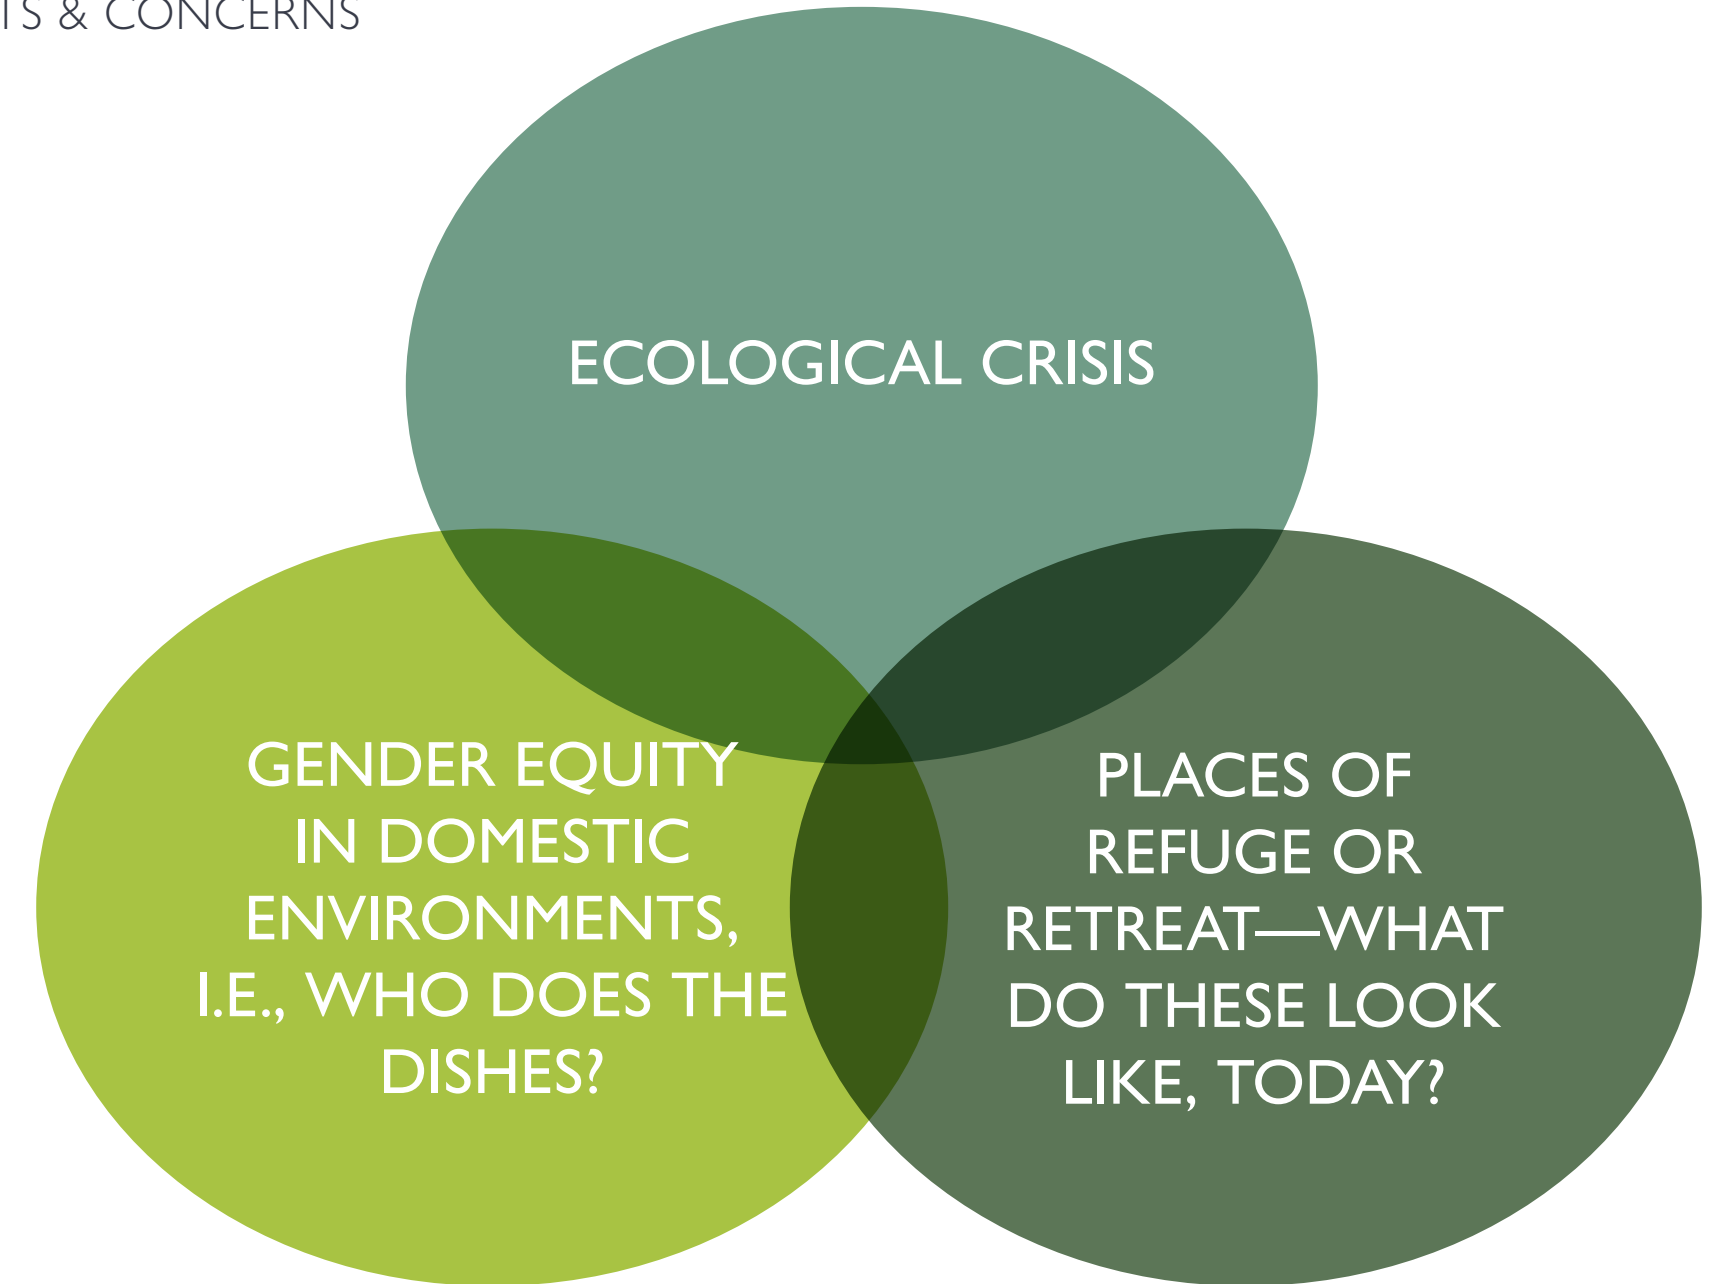 TS & CONCERNS
ECOLOGICAL CRISIS
GENDER EQUITY
IN DOMESTIC
ENVIRONMENTS,
I.E., WHO DOES THE
DISHES?
PLACES OF
REFUGE OR
RETREAT—WHAT
DO THESE LOOK
LIKE, TODAY?